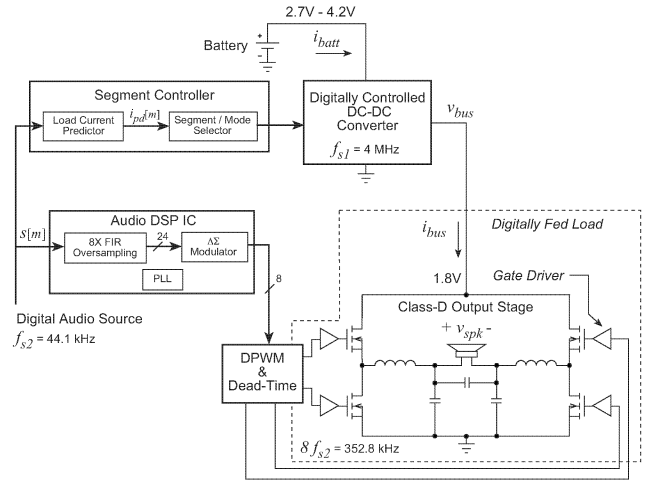 2.7V - 4.2V
Battery
+
-
i_batt
Segment Controller
Load Current
Predictor
i_pd[m]
Segment / Mode
Selector
Digitally Controlled
DC-DC
Converter
f_s1 = 4 MHz
v_bus
s[m]
Audio DSP IC
8X FIR
Oversampling
24
ΔΣ
Modulator
PLL
8
i_bus
Digitally Fed Load
1.8V
Gate Driver
Digital Audio Source
f_s2 = 44.1 kHz
Class-D Output Stage
+ v_spk -
DPWM
&
Dead-Time
8 f_s2 = 352.8 kHz